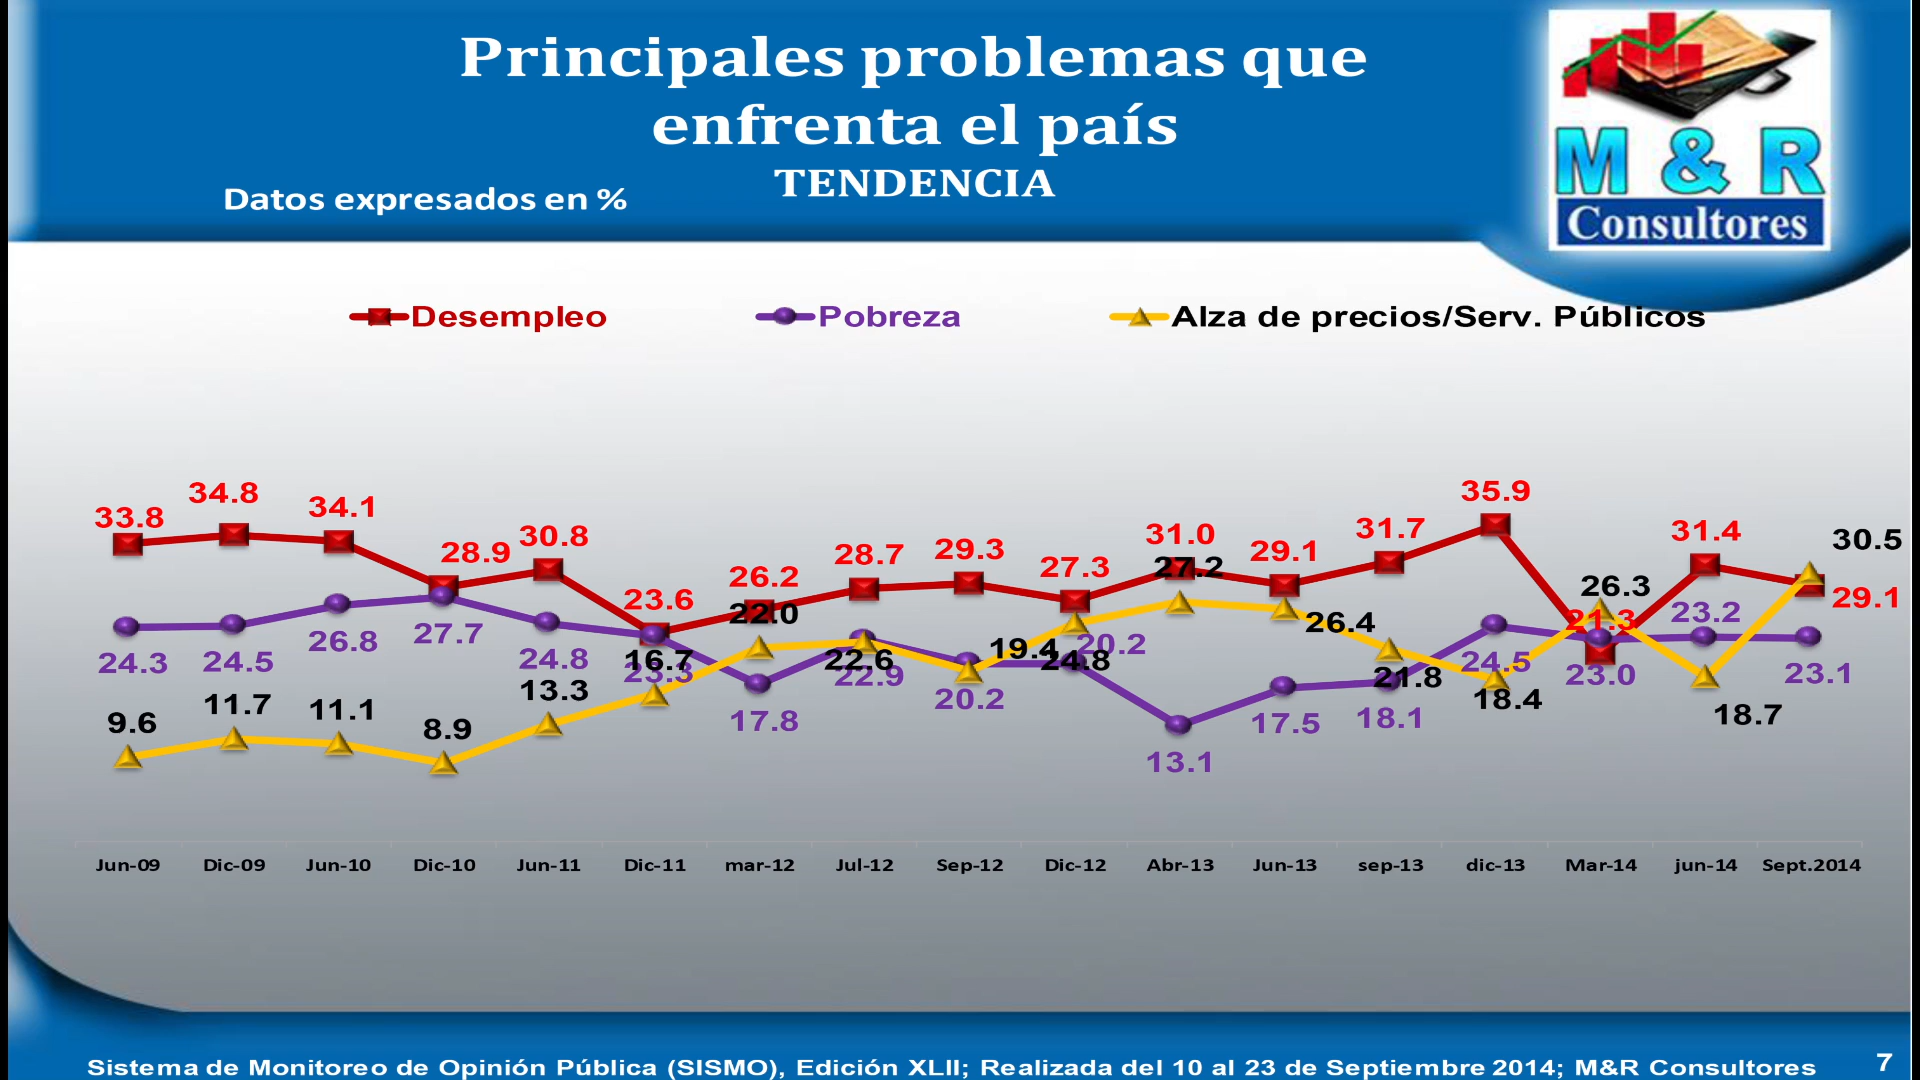 Principales problemas que
enfrenta el país
TENDENCIA
Datos expresados en %
M & R
Consultores
Desempleo Pobreza Alza de precios/Serv. Públicos
33.8 34.8 34.1 28.9 30.8 23.6 26.2 28.7 29.3 27.3 31.0 29.1 31.7 35.9 21.3 31.4 29.1
24.3 24.5 26.8 27.7 24.8 23.3 17.8 22.9 20.2 20.2 13.1 17.5 18.1 24.5 23.0 23.2 23.1
9.6 11.7 11.1 8.9 13.3 16.7 22.0 22.6 19.4 24.8 27.2 26.4 21.8 18.4 26.3 18.7 30.5
Jun-09 Dic-09 Jun-10 Dic-10 Jun-11 Dic-11 mar-12 Jul-12 Sep-12 Dic-12 Abr-13 Jun-13 sep-13 dic-13 Mar-14 jun-14 Sept.2014
Sistema de Monitoreo de Opinión Pública (SISMO), Edición XLII; Realizada del 10 al 23 de Septiembre 2014; M&R Consultores
7